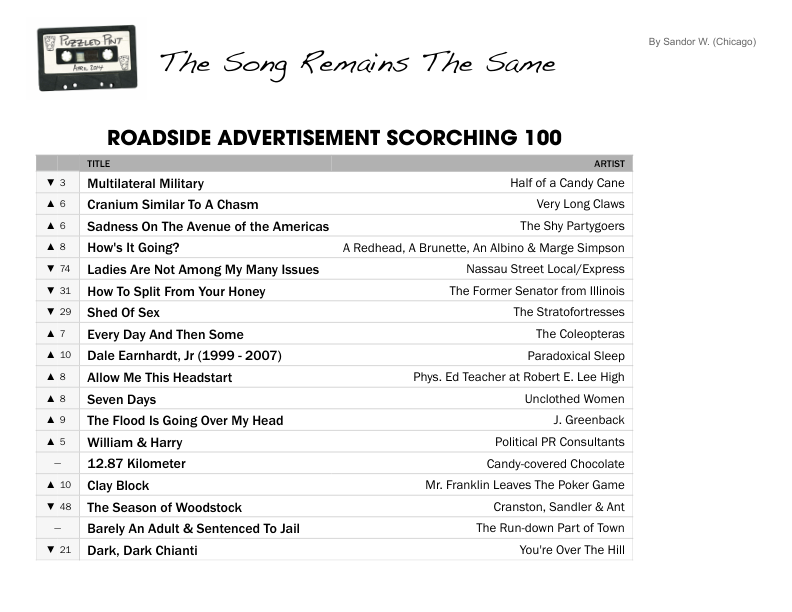 PUZZLED PINT
APRIL 2014
The Song Remains The Same
By Sandor W. (Chicago)
ROADSIDE ADVERTISEMENT SCORCHING 100
TITLE ARTIST
▼ 3 Multilateral Military Half of a Candy Cane
▲ 6 Cranium Similar To A Chasm Very Long Claws
▲ 6 Sadness On The Avenue of the Americas The Shy Partygoers
▲ 8 How's It Going? A Redhead, A Brunette, An Albino & Marge Simpson
▼ 74 Ladies Are Not Among My Many Issues Nassau Street Local/Express
▼ 31 How To Split From Your Honey The Former Senator from Illinois
▼ 29 Shed Of Sex The Stratofortresses
▲ 7 Every Day And Then Some The Coleopteras
▲ 10 Dale Earnhardt, Jr (1999 - 2007) Paradoxical Sleep
▲ 8 Allow Me This Headstart Phys. Ed Teacher at Robert E. Lee High
▲ 8 Seven Days Unclothed Women
▲ 9 The Flood Is Going Over My Head J. Greenback
▲ 5 William & Harry Political PR Consultants
– 12.87 Kilometer Candy-covered Chocolate
▲ 10 Clay Block Mr. Franklin Leaves The Poker Game
▼ 48 The Season of Woodstock Cranston, Sandler & Ant
– Barely An Adult & Sentenced To Jail The Run-down Part of Town
▼ 21 Dark, Dark Chianti You're Over The Hill